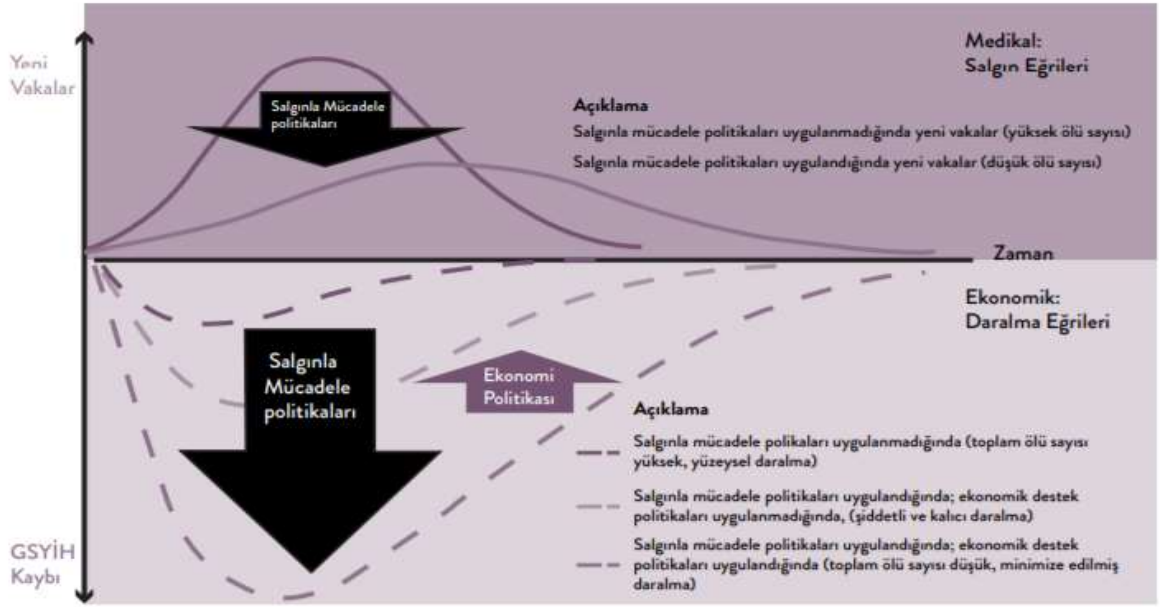 Yeni
Vakalar
Medikal:
Salgın Eğrileri
Salgınla Mücadele
politikaları
Açıklama
Salgınla mücadele politikaları uygulanmadığında yeni vakalar (yüksek ölü sayısı)
Salgınla mücadele politikaları uygulandığında yeni vakalar (düşük ölü sayısı)
Zaman
Ekonomik:
Daralma Eğrileri
Salgınla
Mücadele
politikaları
Ekonomi
Politikası
Açıklama
Salgınla mücadele polikaları uygulanmadığında (toplam ölü sayısı
yüksek, yüzeysel daralma)
Salgınla mücadele politikaları uygulandığında; ekonomik destek
politikaları uygulanmadığında, (şiddetli ve kalıcı daralma)
Salgınla mücadele politikaları uygulandığında; ekonomik destek
politikaları uygulandığında (toplam ölü sayısı düşük, minimize edilmiş
daralma)
GSYİH
Kaybı